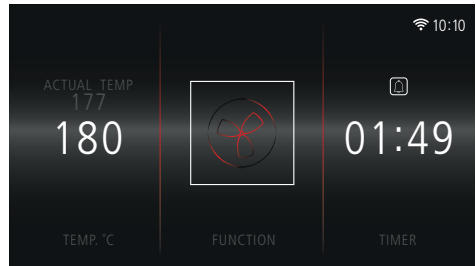 10:10
ACTUAL TEMP
177
180
01:49
TEMP. °C
FUNCTION
TIMER